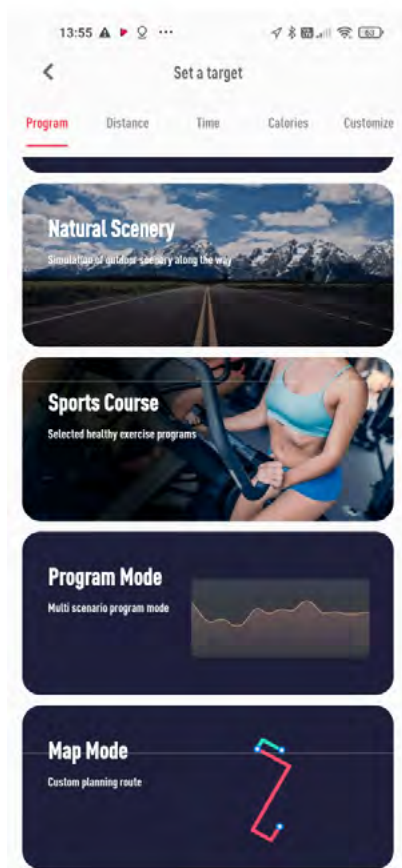 13:55
Set a target
Program Distance Time Calories Customize
Natural Scenery
Simulation of outdoor scenery along the way
Sports Course
Selected healthy exercise programs
Program Mode
Multi scenario program mode
Map Mode
Custom planning route